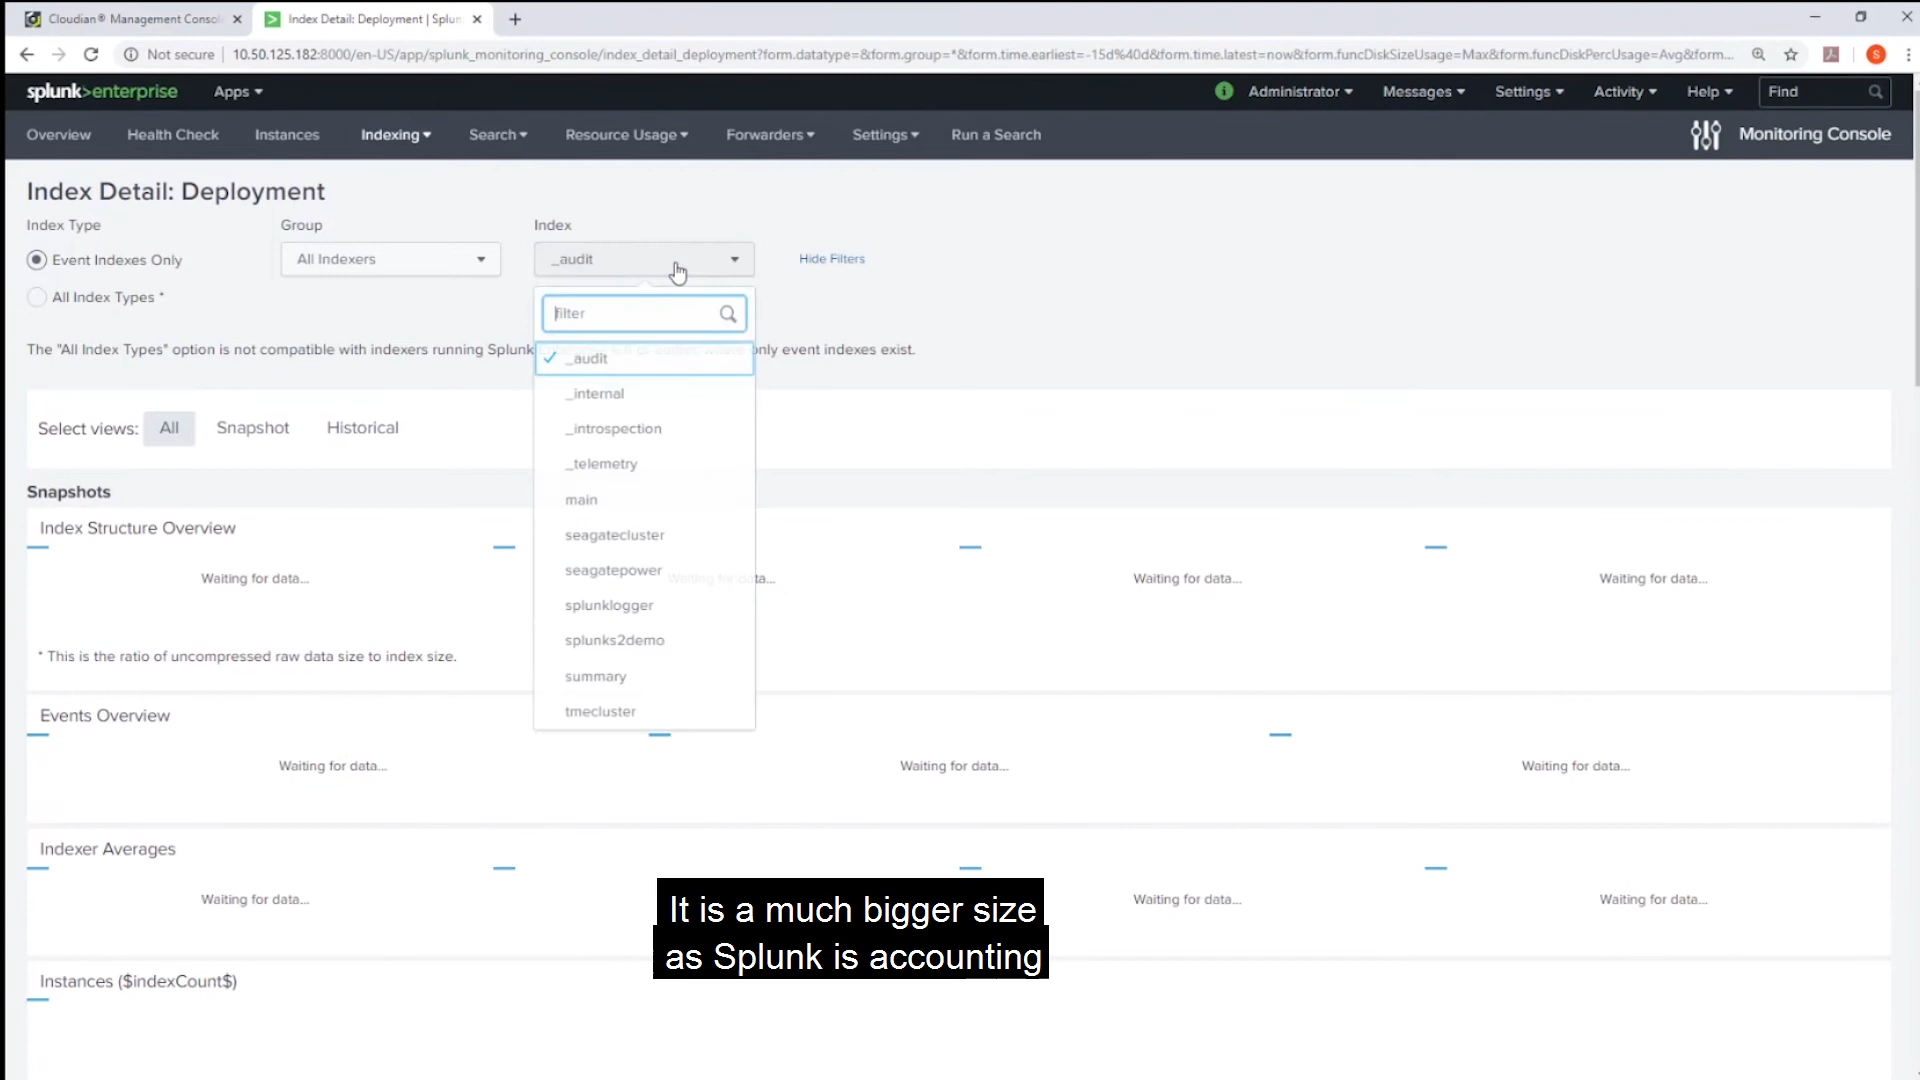 Cloudian® Management Consol
Index Detail: Deployment | Splun
Not secure
10.50.125.182:8000/en-US/app/splunk_monitoring_console/index_detail_deployment?form.datatype=&form.group=*&form.time.earliest=-15d%40d&form.time.latest=now&form.funcDiskSizeUsage=Max&form.funcDiskPercUsage=Avg&form...
S
splunk>enterprise
Apps
i
Administrator
Messages
Settings
Activity
Help
Find
Overview
Health Check
Instances
Indexing
Search
Resource Usage
Forwarders
Settings
Run a Search
Monitoring Console
Index Detail: Deployment
Index Type
Group
Index
Event Indexes Only
All Indexers
_audit
Hide Filters
All Index Types *
filter
The "All Index Types" option is not compatible with indexers running Splunk only event indexes exist.
_audit
_internal
_introspection
_telemetry
main
seagatecluster
seagatepower
splunklogger
splunks2demo
summary
tmecluster
Select views:
All
Snapshot
Historical
Snapshots
Index Structure Overview
Waiting for data...
Waiting for data...
Waiting for data...
Waiting for data...
* This is the ratio of uncompressed raw data size to index size.
Events Overview
Waiting for data...
Waiting for data...
Waiting for data...
Indexer Averages
Waiting for data...
Waiting for data...
Waiting for data...
Instances ($indexCount$)
It is a much bigger size
as Splunk is accounting